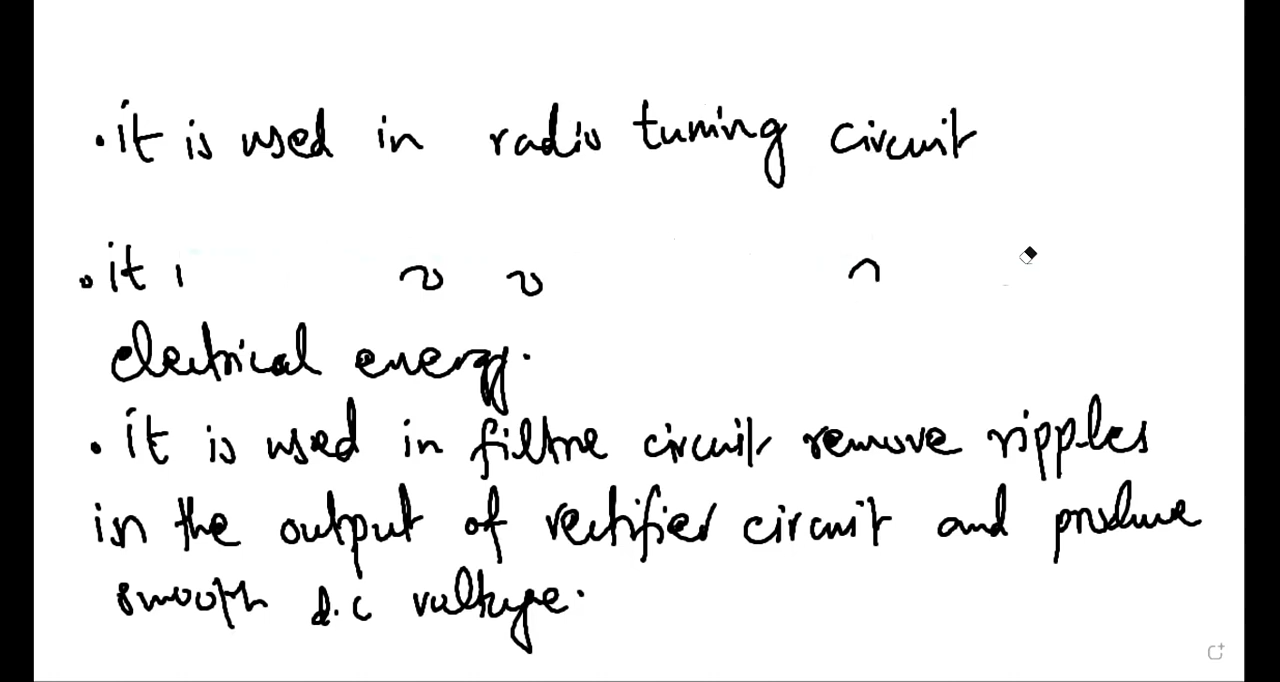 . it is used in radio tuning circuit
. it
electrical energy.
. it is used in filtre circuit remove ripples
in the output of rectifier circuit and produce
smooth d.c voltage.